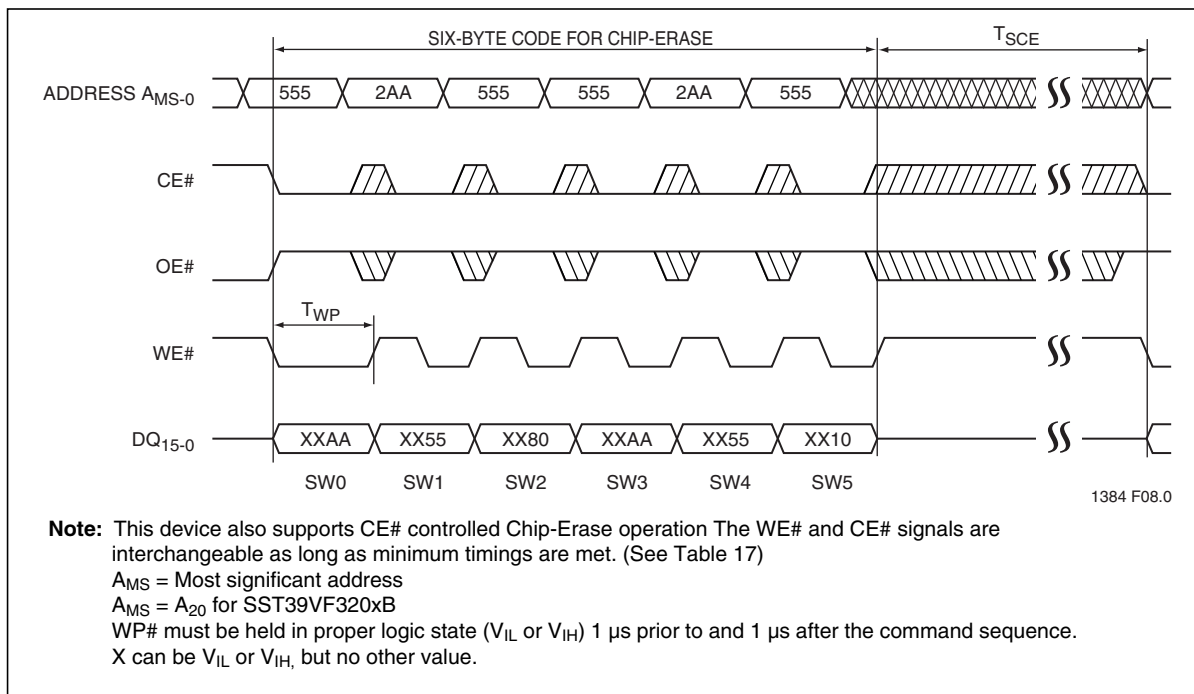 SIX-BYTE CODE FOR CHIP-ERASE
TSCE
ADDRESS AMS-0
555 2AA 555 555 2AA 555
CE#
OE#
TWP
WE#
DQ15-0
XXAA XX55 XX80 XXAA XX55 XX10
SW0 SW1 SW2 SW3 SW4 SW5
1384 F08.0
Note: This device also supports CE# controlled Chip-Erase operation The WE# and CE# signals are
interchangeable as long as minimum timings are met. (See Table 17)
AMS = Most significant address
AMS = A20 for SST39VF320xB
WP# must be held in proper logic state (VIL or VIH) 1 µs prior to and 1 µs after the command sequence.
X can be VIL or VIH, but no other value.